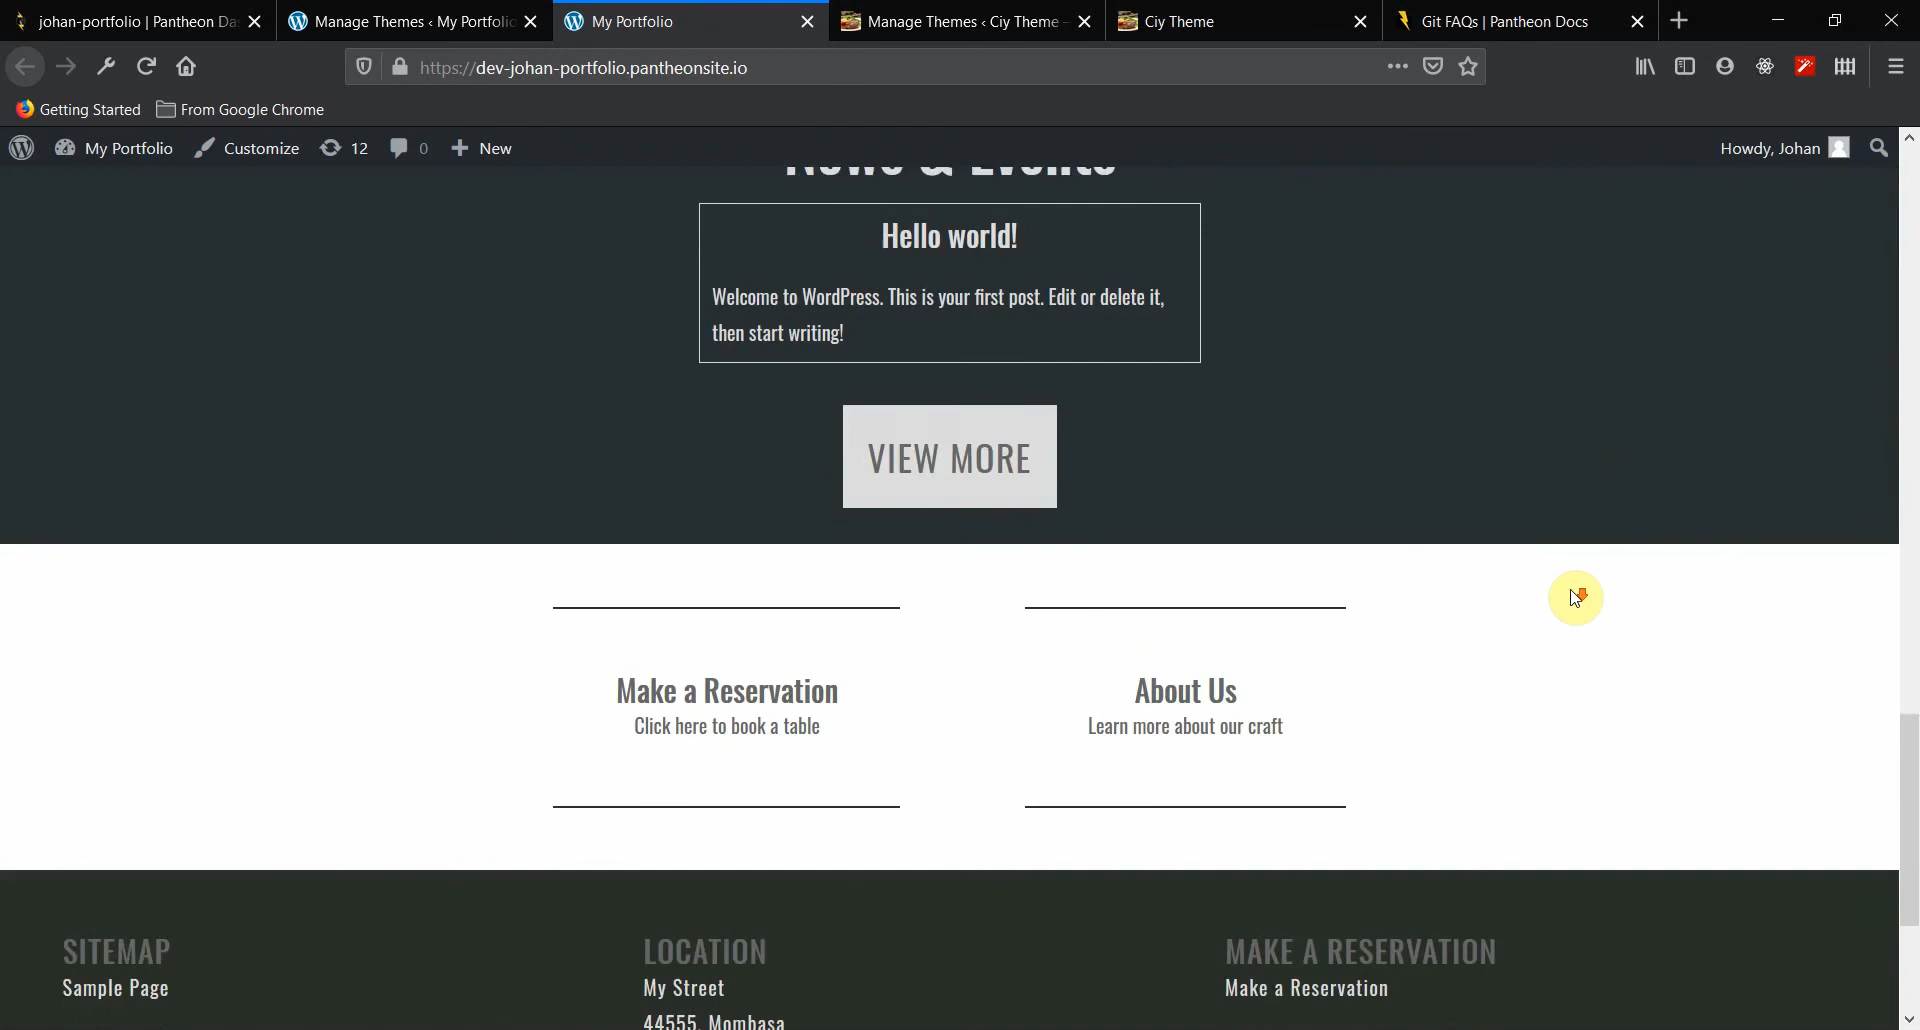 johan-portfolio | Pantheon Da
Manage Themes ‹ My Portfolio
My Portfolio
Manage Themes ‹ Ciy Theme –
Ciy Theme
Git FAQs | Pantheon Docs
https://dev-johan-portfolio.pantheonsite.io
Getting Started
From Google Chrome
My Portfolio
Customize
12
0
New
Howdy, Johan
News & Events
Hello world!
Welcome to WordPress. This is your first post. Edit or delete it,
then start writing!
VIEW MORE
Make a Reservation
Click here to book a table
About Us
Learn more about our craft
SITEMAP
Sample Page
LOCATION
My Street
44555, Mombasa
MAKE A RESERVATION
Make a Reservation